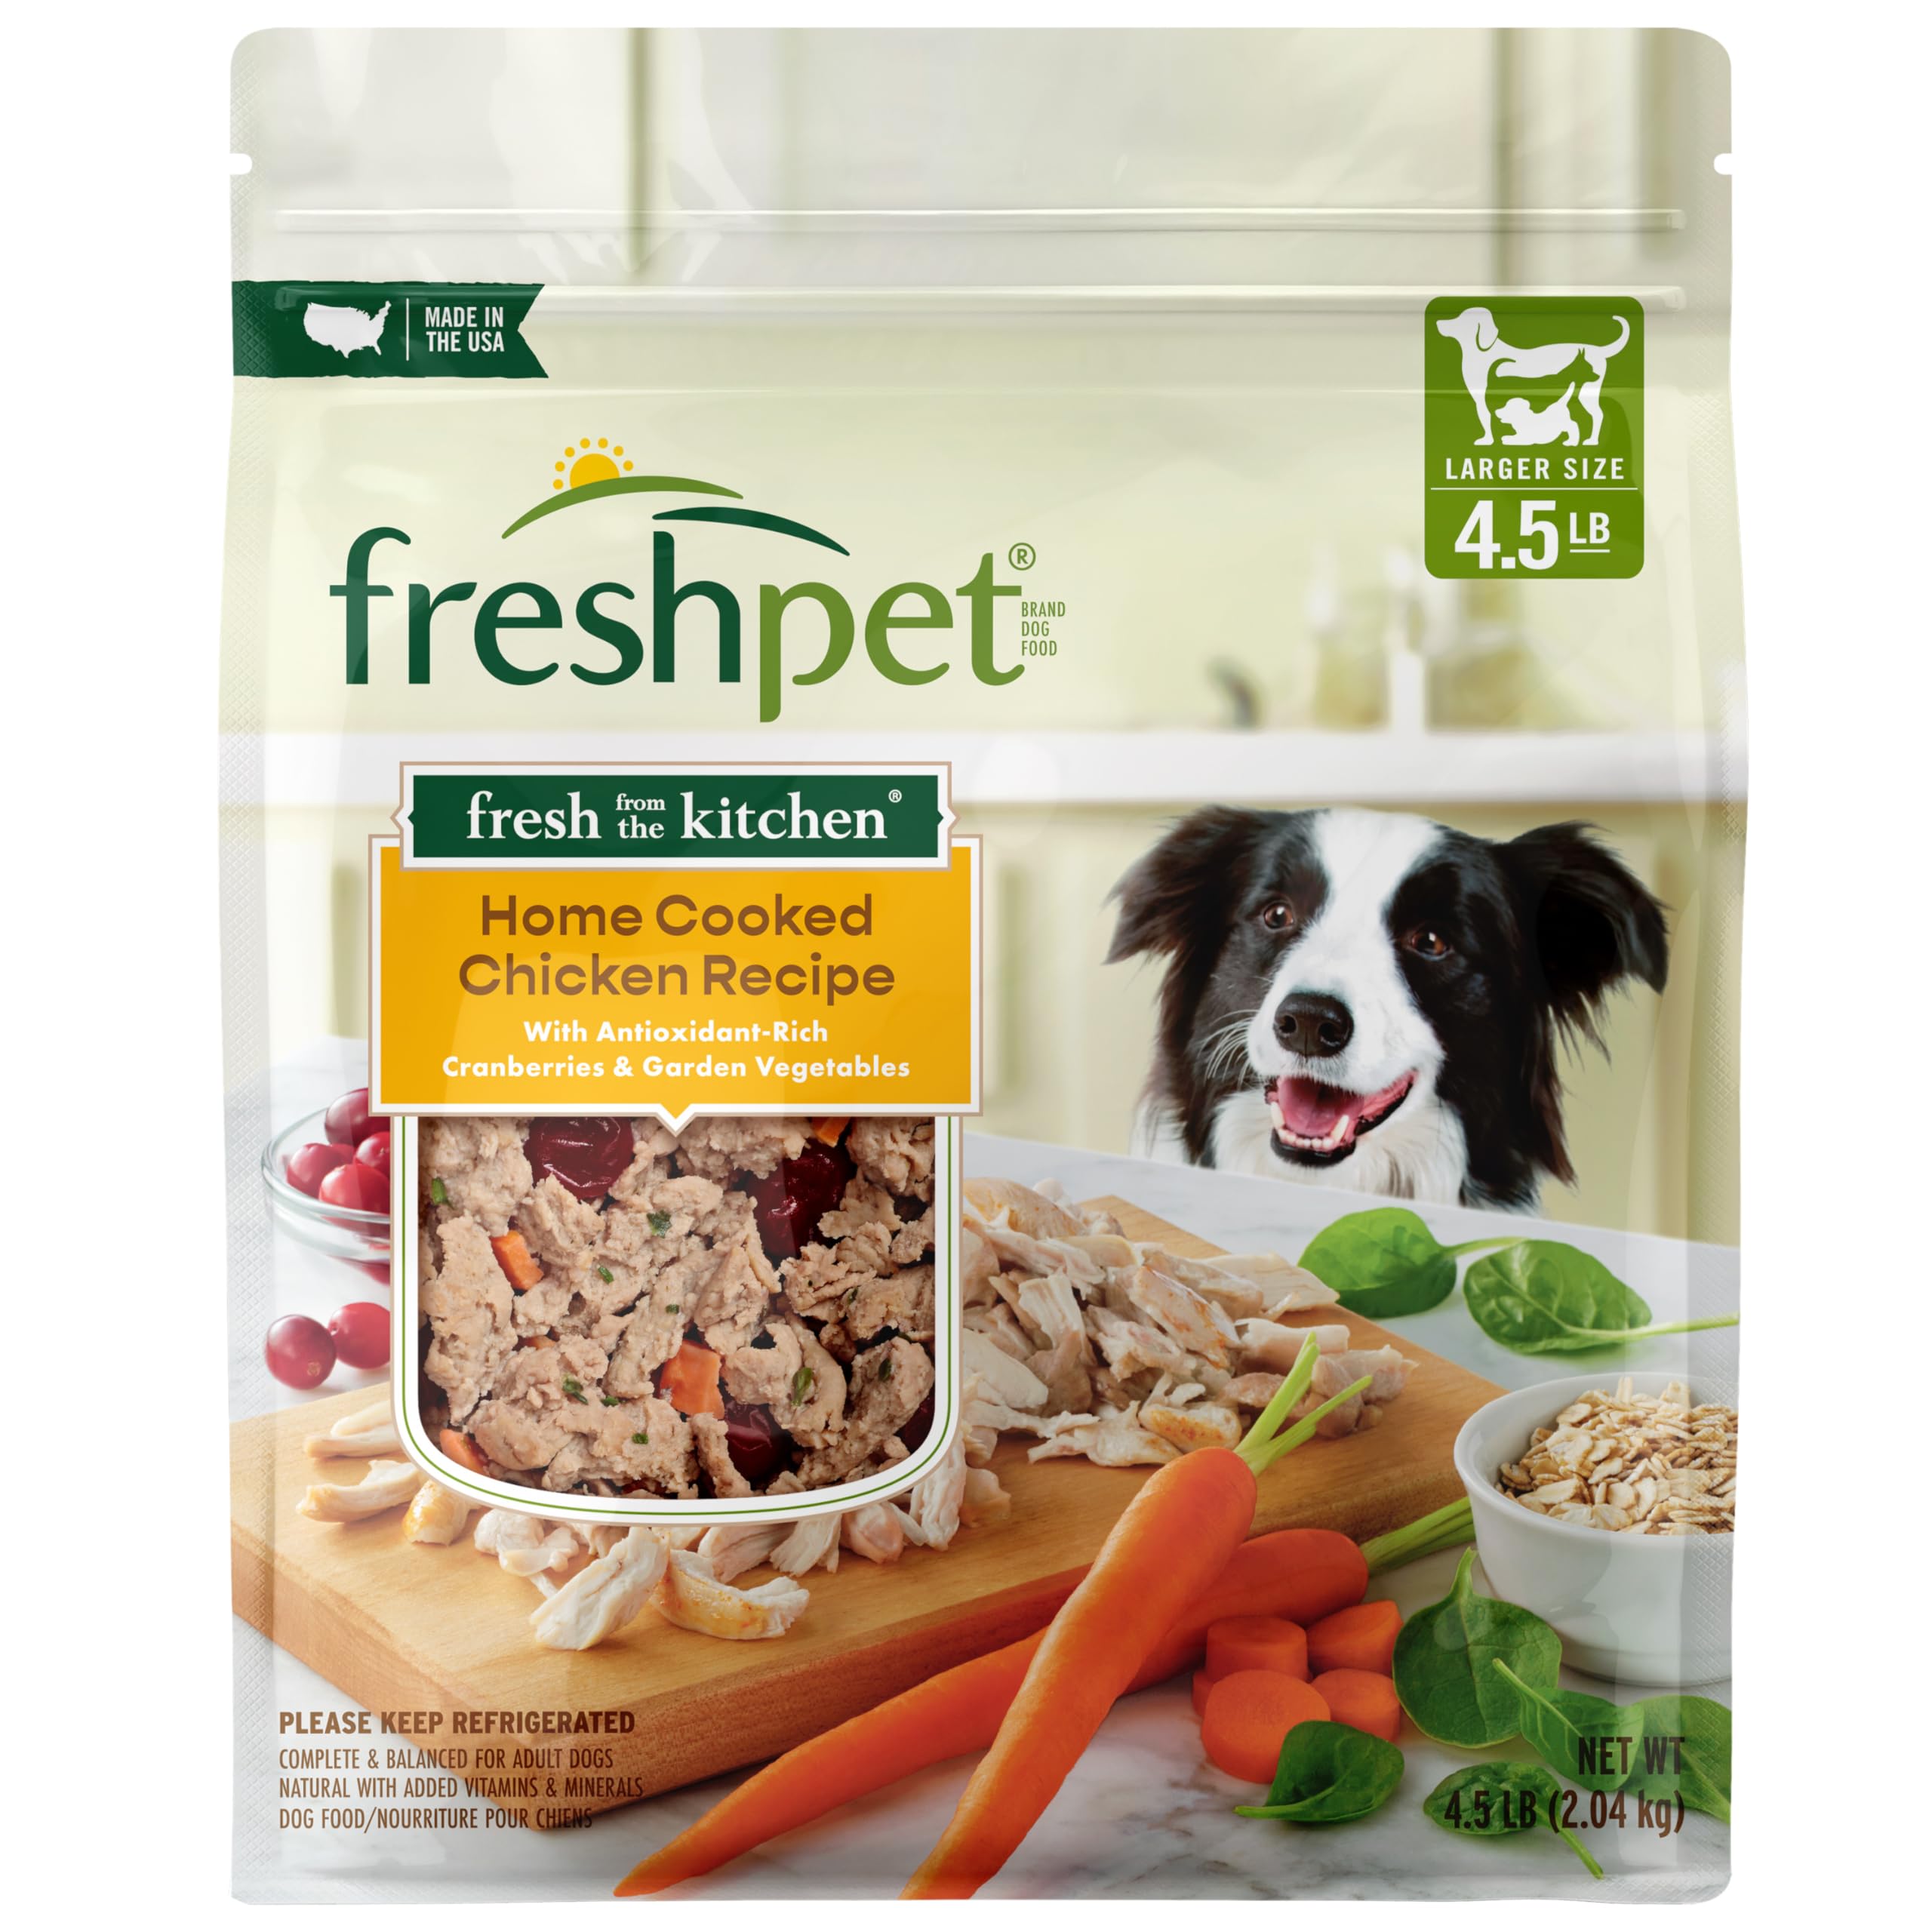 MADE IN
THE USA
LARGER SIZE
4.5 LB
freshpet®
BRAND
DOG
FOOD
fresh from the kitchen®
Home Cooked
Chicken Recipe
With Antioxidant-Rich
Cranberries & Garden Vegetables
PLEASE KEEP REFRIGERATED
COMPLETE & BALANCED FOR ADULT DOGS
NATURAL WITH ADDED VITAMINS & MINERALS
DOG FOOD/NOURRITURE POUR CHIENS
NET WT
4.5 LB (2.04 kg)